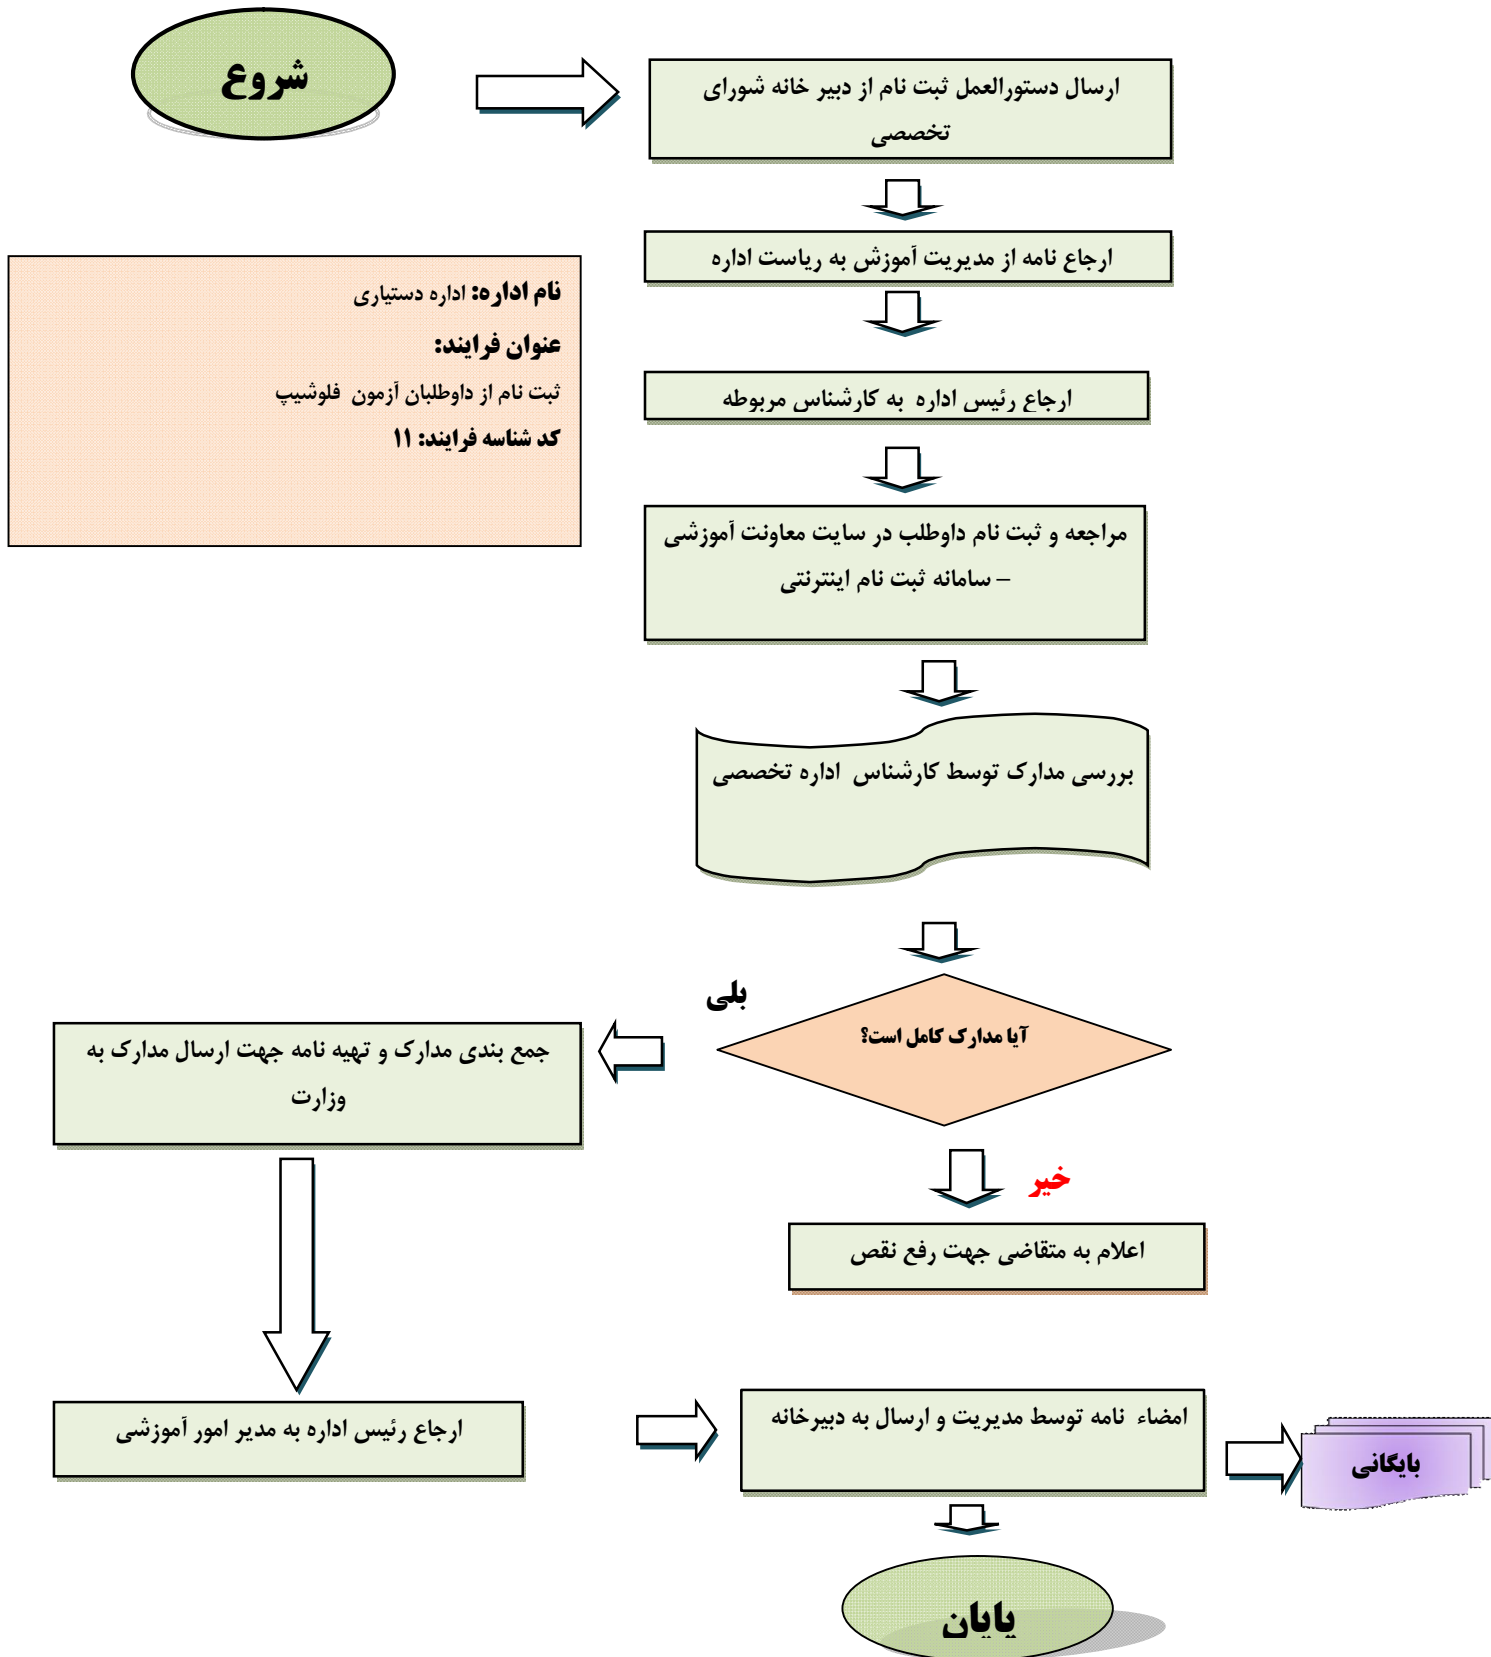 شروع
ارسال دستورالعمل ثبت نام از دبیر خانه شورای
تخصصی
ارجاع نامه از مدیریت آموزش به ریاست اداره
نام اداره: اداره دستیاری
عنوان فرایند:
ثبت نام از داوطلبان آزمون فلوشیپ
کد شناسه فرایند: ۱۱
ارجاع رئیس اداره به کارشناس مربوطه
مراجعه و ثبت نام داوطلب در سایت معاونت آموزشی
– سامانه ثبت نام اینترنتی
بررسی مدارک توسط کارشناس اداره تخصصی
آیا مدارک کامل است؟
بلی
جمع بندی مدارک و تهیه نامه جهت ارسال مدارک به
وزارت
خیر
اعلام به متقاضی جهت رفع نقص
ارجاع رئیس اداره به مدیر امور آموزشی
امضاء نامه توسط مدیریت و ارسال به دبیرخانه
بایگانی
پایان